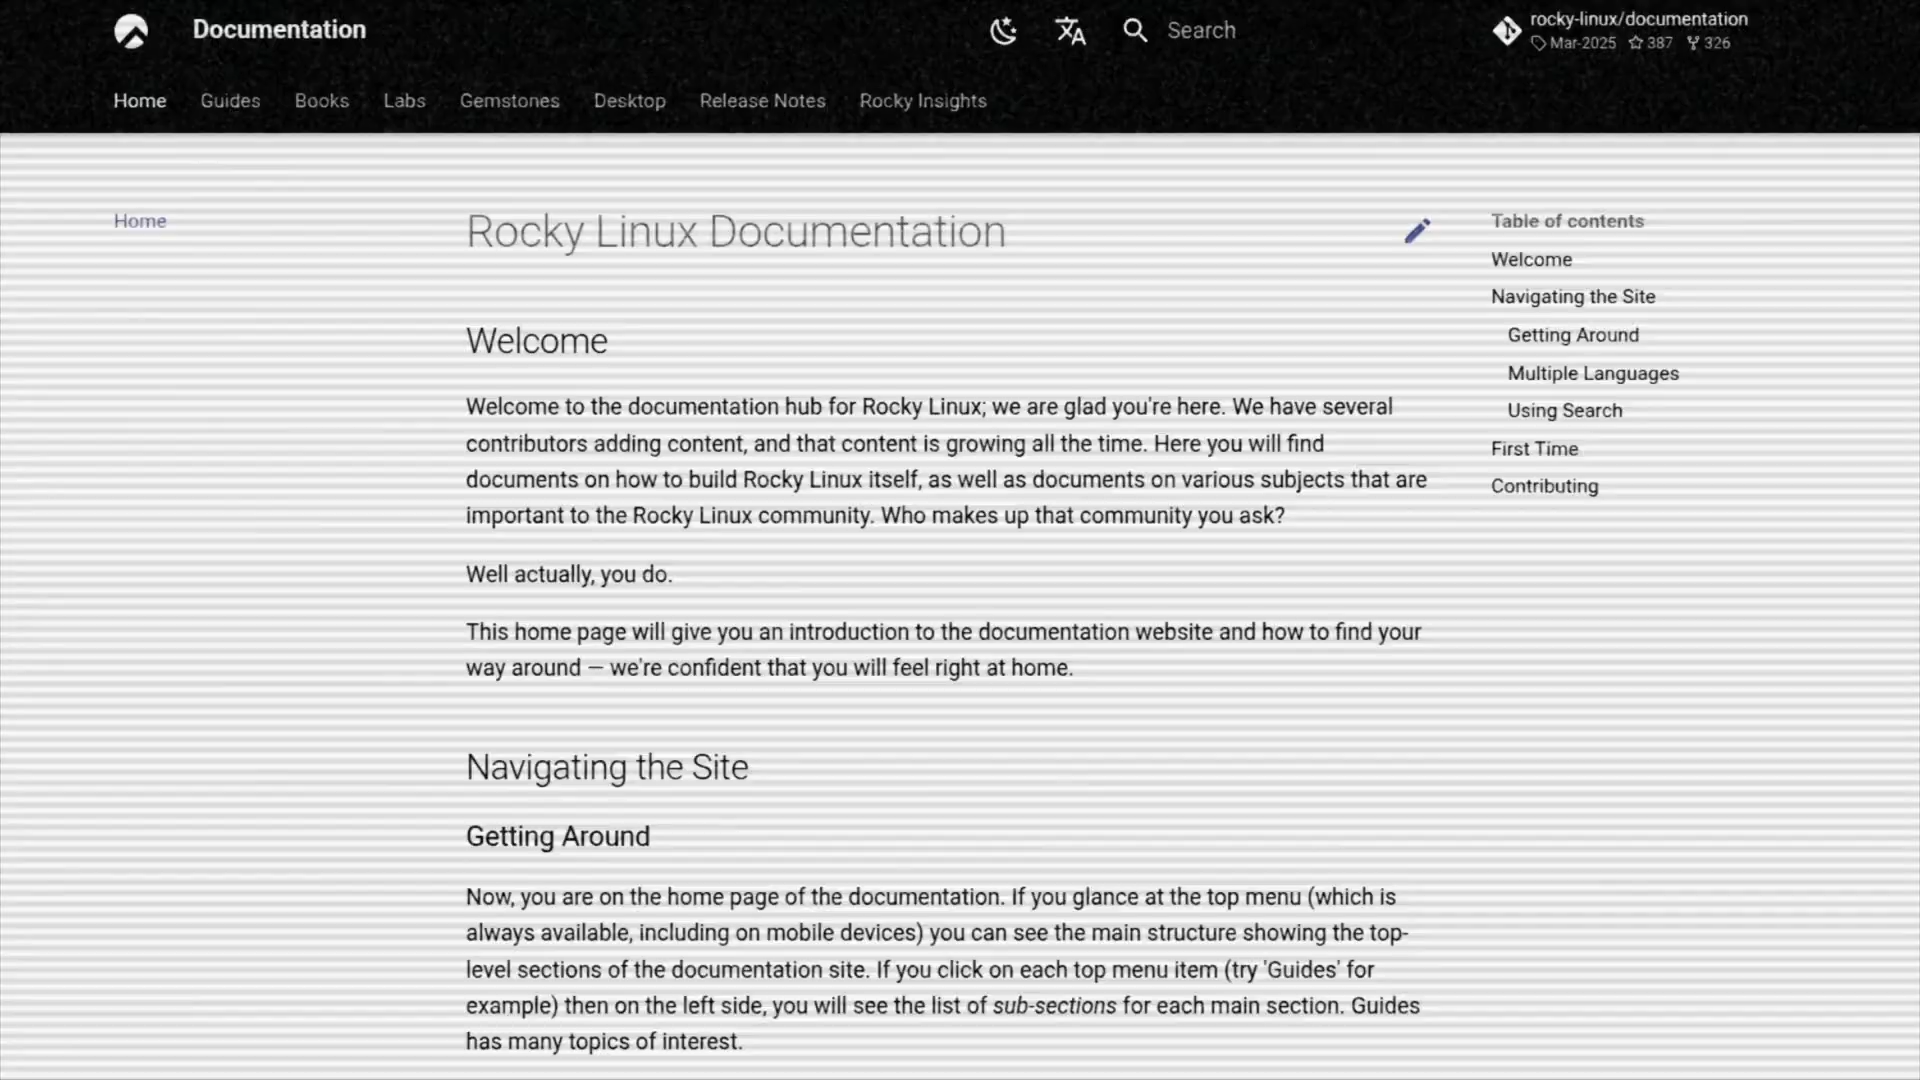 Documentation
Search
rocky-linux/documentation
Mar-2025 387 326
Home Guides Books Labs Gemstones Desktop Release Notes Rocky Insights
Home
Rocky Linux Documentation
Welcome
Welcome to the documentation hub for Rocky Linux; we are glad you're here. We have several
contributors adding content, and that content is growing all the time. Here you will find
documents on how to build Rocky Linux itself, as well as documents on various subjects that are
important to the Rocky Linux community. Who makes up that community you ask?
Well actually, you do.
This home page will give you an introduction to the documentation website and how to find your
way around — we're confident that you will feel right at home.
Navigating the Site
Getting Around
Now, you are on the home page of the documentation. If you glance at the top menu (which is
always available, including on mobile devices) you can see the main structure showing the top-
level sections of the documentation site. If you click on each top menu item (try 'Guides' for
example) then on the left side, you will see the list of sub-sections for each main section. Guides
has many topics of interest.
Table of contents
Welcome
Navigating the Site
Getting Around
Multiple Languages
Using Search
First Time
Contributing